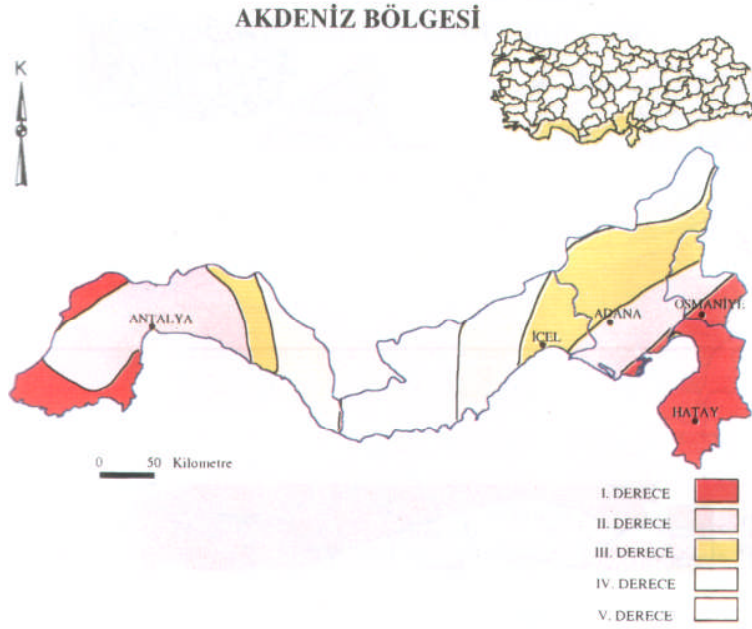 AKDENİZ BÖLGESİ
K
ANTALYA
İÇEL
ADANA
OSMANİYE
HATAY
0 50 Kilometre
I. DERECE
II. DERECE
III. DERECE
IV. DERECE
V. DERECE